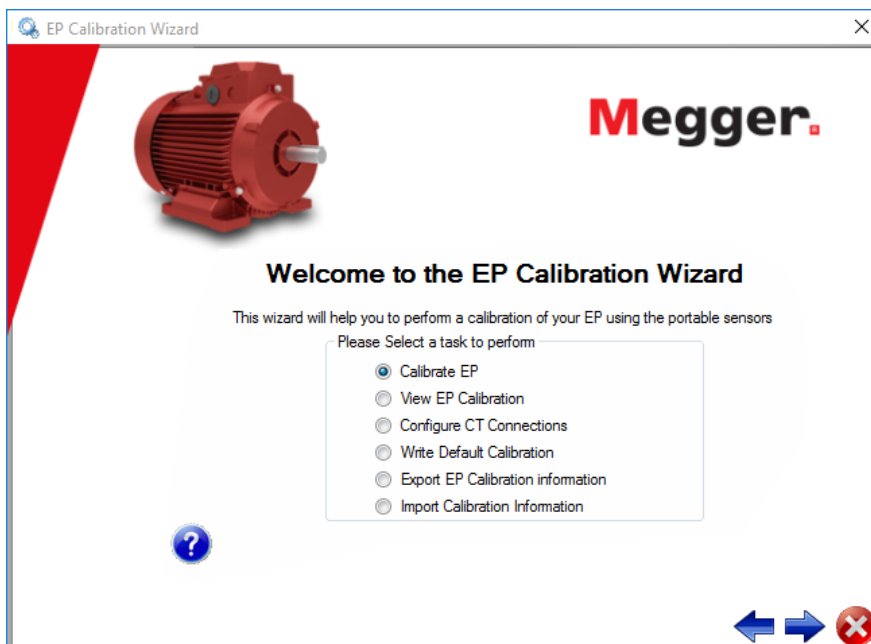 EP Calibration Wizard
Megger.
Welcome to the EP Calibration Wizard
This wizard will help you to perform a calibration of your EP using the portable sensors
Please Select a task to perform
Calibrate EP
View EP Calibration
Configure CT Connections
Write Default Calibration
Export EP Calibration information
Import Calibration Information
?